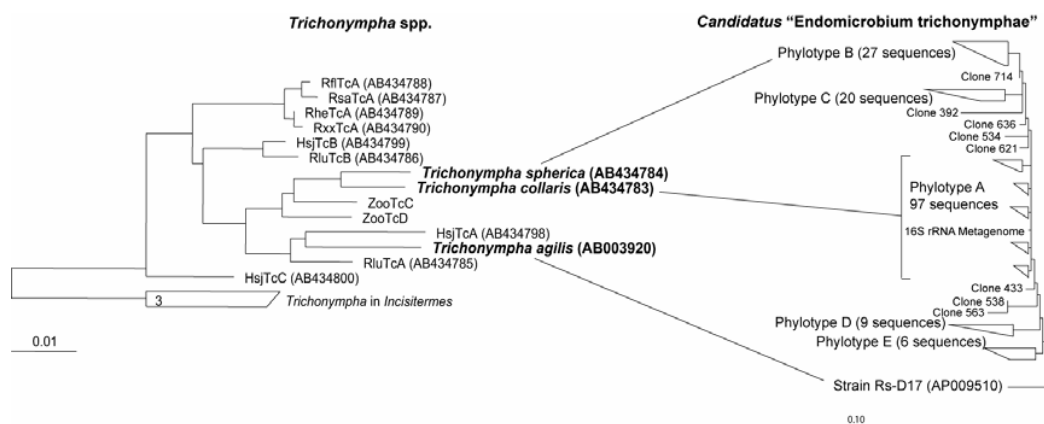 Trichonympha spp.
Candidatus “Endomicrobium trichonymphae”
RflTcA (AB434788)
RsaTcA (AB434787)
RheTcA (AB434789)
RxxTcA (AB434790)
HsjTcB (AB434799)
RluTcB (AB434786)
Trichonympha spherica (AB434784)
Trichonympha collaris (AB434783)
ZooTcC
ZooTcD
HsjTcA (AB434798)
Trichonympha agilis (AB003920)
RluTcA (AB434785)
HsjTcC (AB434800)
3
Trichonympha in Incisitermes
0.01
Phylotype B (27 sequences)
Clone 714
Phylotype C (20 sequences)
Clone 392
Clone 636
Clone 534
Clone 621
Phylotype A
97 sequences
16S rRNA Metagenome
Clone 433
Clone 538
Clone 563
Phylotype D (9 sequences)
Phylotype E (6 sequences)
Strain Rs-D17 (AP009510)
0.10